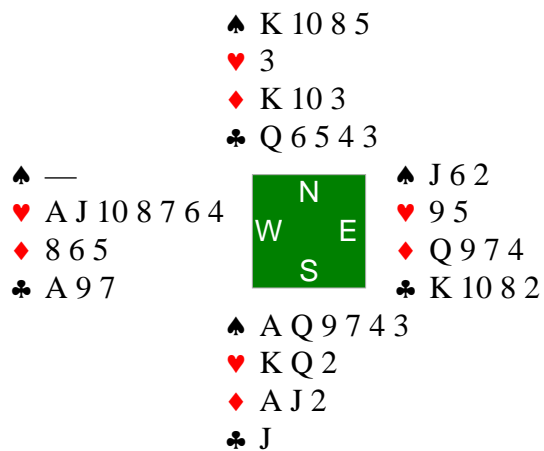 ♠ K 10 8 5
♥ 3
♦ K 10 3
♣ Q 6 5 4 3
♠ —
♥ A J 10 8 7 6 4
♦ 8 6 5
♣ A 9 7
N
W E
S
♠ J 6 2
♥ 9 5
♦ Q 9 7 4
♣ K 10 8 2
♠ A Q 9 7 4 3
♥ K Q 2
♦ A J 2
♣ J